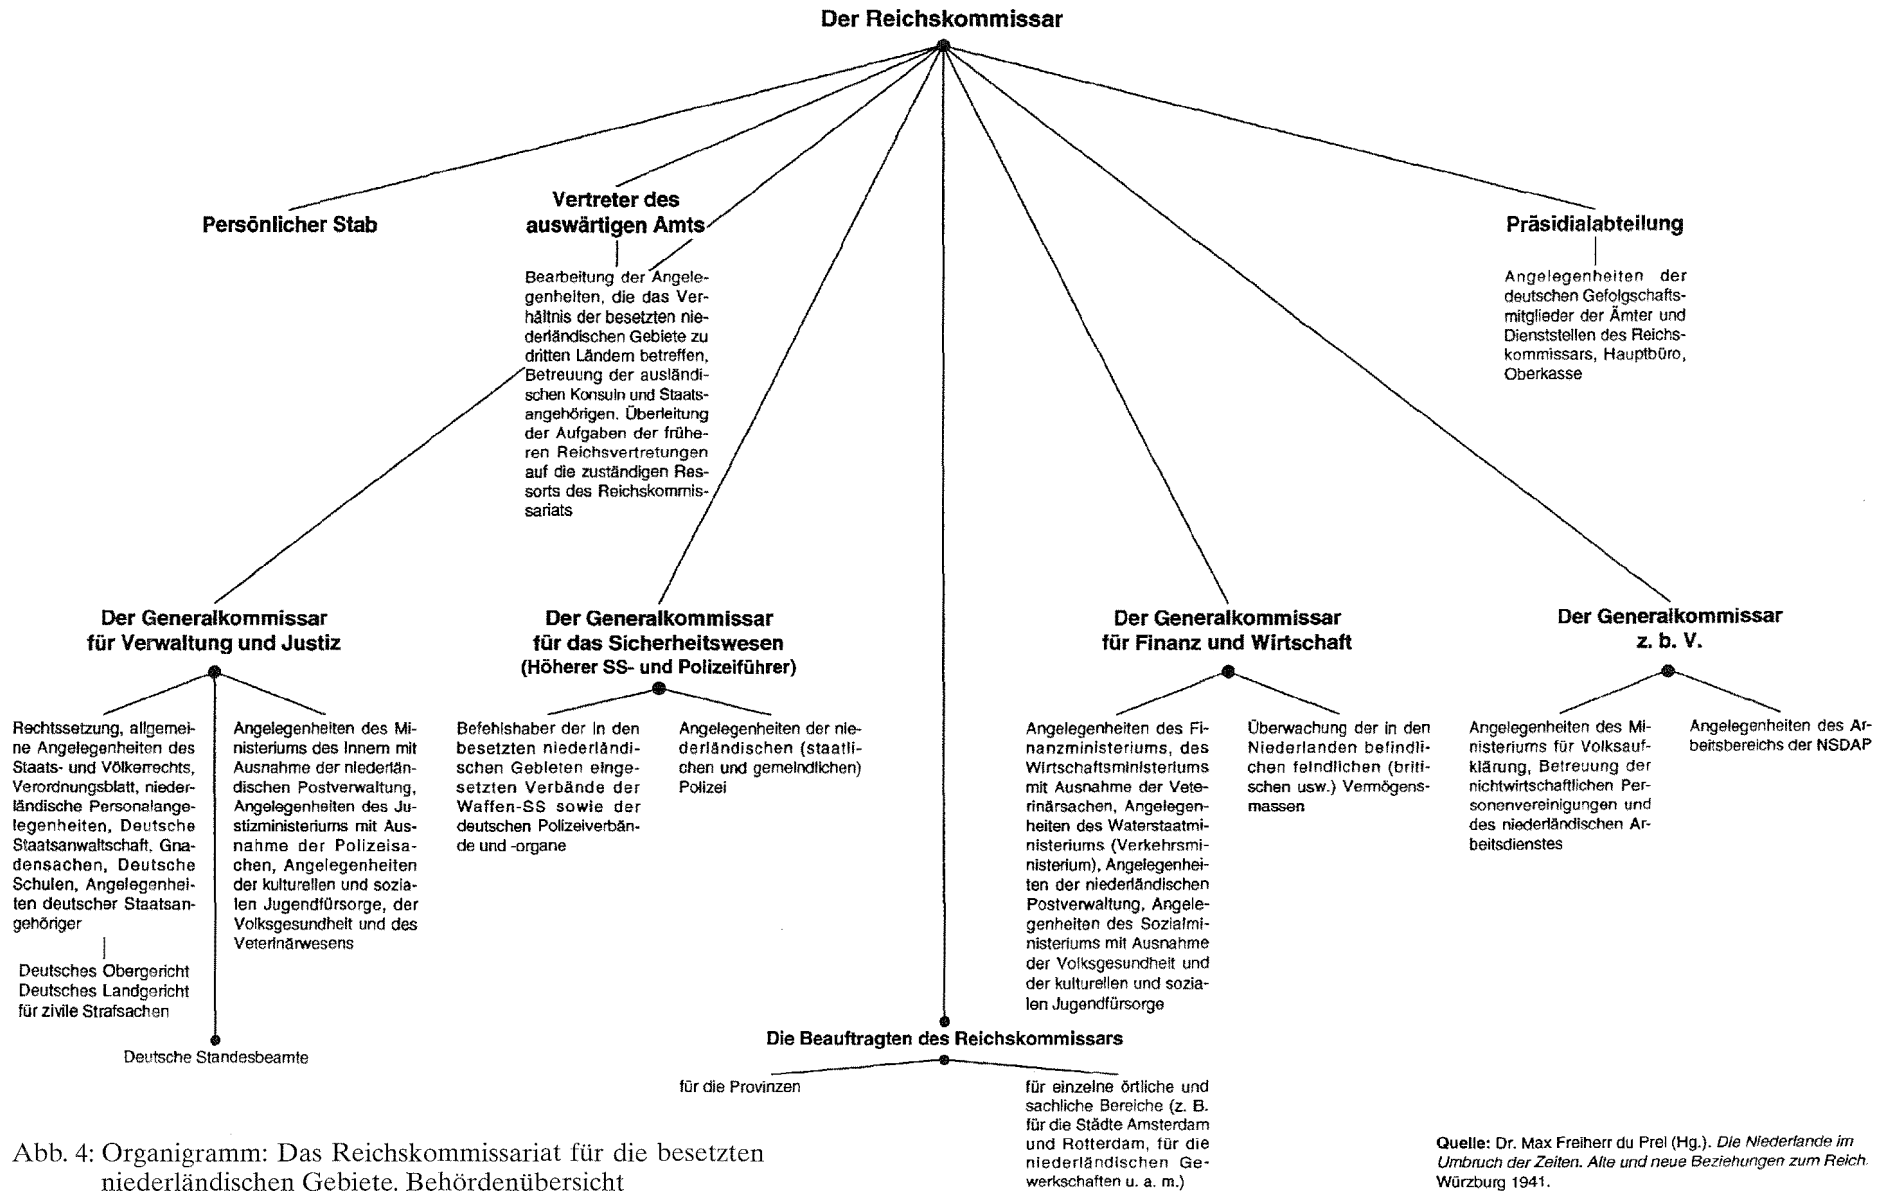 Der Reichskommissar
Persönlicher Stab
Vertreter des
auswärtigen Amts
Bearbeitung der Angele-
genheiten, die das Ver-
hältnis der besetzten nie-
derländischen Gebiete zu
dritten Ländern betreffen,
Betreuung der ausländi-
schen Konsuln und Staats-
angehörigen. Überleitung
der Aufgaben der frühe-
ren Reichsvertretungen
auf die zuständigen Res-
sorts des Reichskommis-
sariats
Präsidialabteilung
Angelegenheiten der
deutschen Gefolgschafts-
mitglieder der Ämter und
Dienststellen des Reichs-
kommissars, Hauptbüro,
Oberkasse
Der Generalkommissar
für Verwaltung und Justiz
Rechtssetzung, allgemei-
ne Angelegenheiten des
Staats- und Völkerrechts,
Verordnungsblatt, nieder-
ländische Personalange-
legenheiten, Deutsche
Staatsanwaltschaft, Gna-
densachen, Deutsche
Schulen, Angelegenhei-
ten deutscher Staatsan-
gehöriger
Deutsches Obergericht
Deutsches Landgericht
für zivile Strafsachen
Angelegenheiten des Mi-
nisteriums des Innern mit
Ausnahme der niederlän-
dischen Postverwaltung,
Angelegenheiten des Ju-
stizministeriums mit Aus-
nahme der Polizeisa-
chen, Angelegenheiten
der kulturellen und sozia-
len Jugendfürsorge, der
Volksgesundheit und des
Veterinärwesens
Deutsche Standesbeamte
Der Generalkommissar
für das Sicherheitswesen
(Höherer SS- und Polizeiführer)
Befehlshaber der in den
besetzten niederländi-
schen Gebieten einge-
setzten Verbände der
Waffen-SS sowie der
deutschen Polizeiverbän-
de und -organe
Angelegenheiten der nie-
derländischen (staatli-
chen und gemeindlichen)
Polizei
Der Generalkommissar
für Finanz und Wirtschaft
Angelegenheiten des Fi-
nanzministeriums, des
Wirtschaftsministeriums
mit Ausnahme der Vete-
rinärsachen, Angelegen-
heiten des Waterstaatmi-
nisteriums (Verkehrsmi-
nisterium), Angelegenhei-
ten der niederländischen
Postverwaltung, Angele-
genheiten des Sozialmi-
nisteriums mit Ausnahme
der Volksgesundheit und
der kulturellen und sozia-
len Jugendfürsorge
Überwachung der in den
Niederlanden befindli-
chen feindlichen (briti-
schen usw.) Vermögens-
massen
Der Generalkommissar
z. b. V.
Angelegenheiten des Mi-
nisteriums für Volksauf-
klärung, Betreuung der
nichtwirtschaftlichen Per-
sonenvereinigungen und
des niederländischen Ar-
beitsdienstes
Angelegenheiten des Ar-
beitsbereichs der NSDAP
Die Beauftragten des Reichskommissars
für die Provinzen
für einzelne örtliche und
sachliche Bereiche (z. B.
für die Städte Amsterdam
und Rotterdam, für die
niederländischen Ge-
werkschaften u. a. m.)
Abb. 4: Organigramm: Das Reichskommissariat für die besetzten
niederländischen Gebiete. Behördenübersicht
Quelle: Dr. Max Freiherr du Prel (Hg.). Die Niederlande im
Umbruch der Zeiten. Alte und neue Beziehungen zum Reich.
Würzburg 1941.